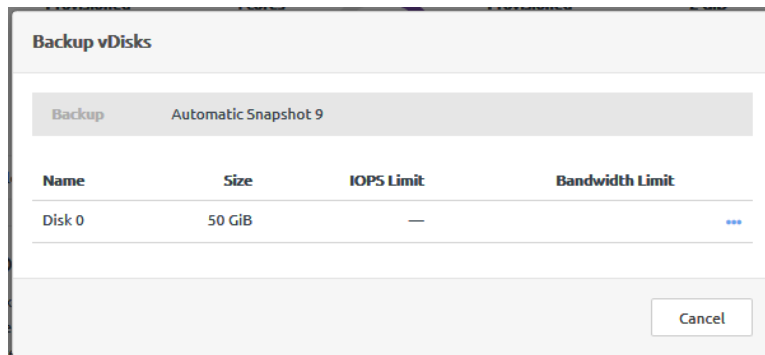 Backup vDisks
Backup Automatic Snapshot 9
Name Size IOPS Limit Bandwidth Limit
Disk 0 50 GiB —
Cancel